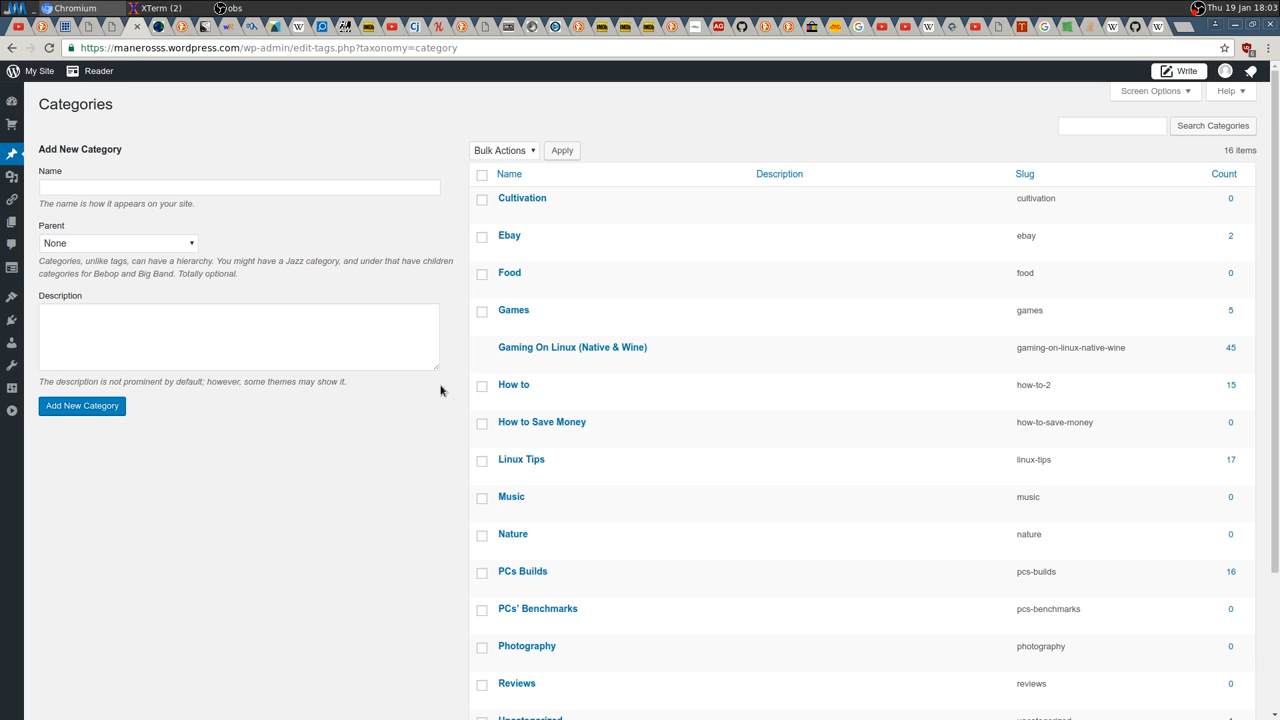 Chromium
XTerm (2)
obs
Thu 19 Jan 18:03
https://manerosss.wordpress.com/wp-admin/edit-tags.php?taxonomy=category
My Site
Reader
Write
Categories
Screen Options
Help
Search Categories
Add New Category
Bulk Actions
Apply
16 items
Name
The name is how it appears on your site.
Parent
None
Categories, unlike tags, can have a hierarchy. You might have a Jazz category, and under that have children
categories for Bebop and Big Band. Totally optional.
Description
The description is not prominent by default; however, some themes may show it.
Add New Category
Name Description Slug Count
Cultivation cultivation 0
Ebay ebay 2
Food food 0
Games games 5
Gaming On Linux (Native & Wine) gaming-on-linux-native-wine 45
How to how-to-2 15
How to Save Money how-to-save-money 0
Linux Tips linux-tips 17
Music music 0
Nature nature 0
PCs Builds pcs-builds 16
PCs' Benchmarks pcs-benchmarks 0
Photography photography 0
Reviews reviews 0